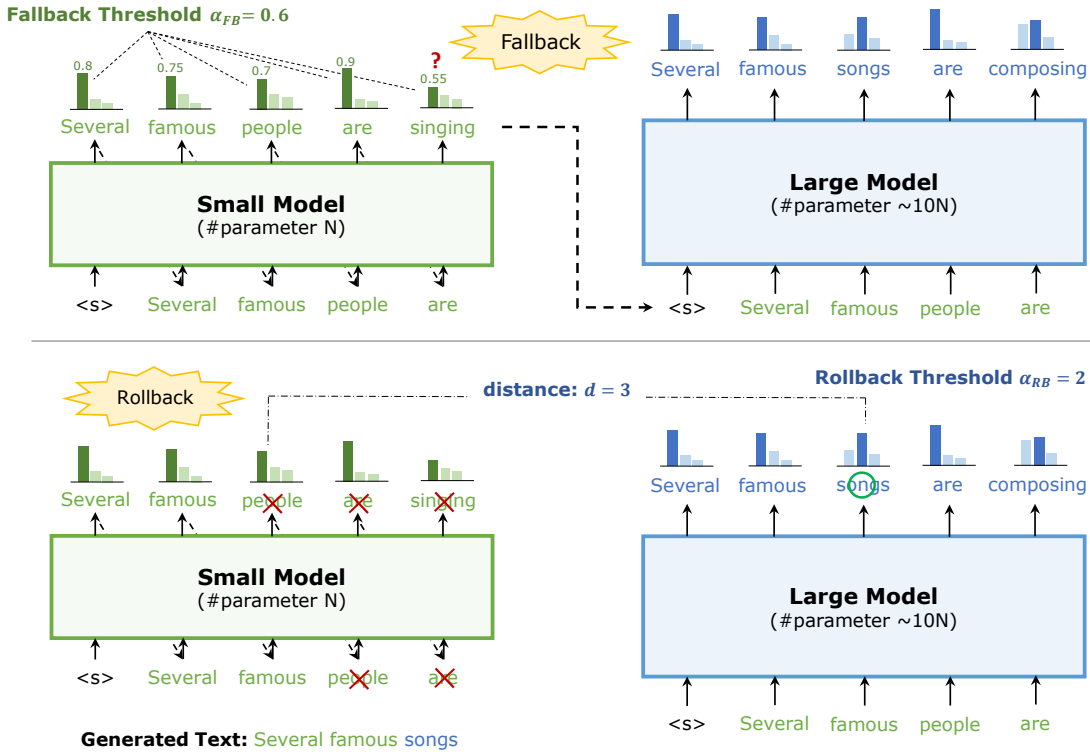 Fallback Threshold α_FB = 0.6
Fallback
?
0.8 0.75 0.7 0.9 0.55
Several famous people are singing
Several famous songs are composing
Small Model
(#parameter N)
Large Model
(#parameter ~10N)
<s> Several famous people are
<s> Several famous people are
Rollback
distance: d = 3
Rollback Threshold α_RB = 2
Several famous people are singing
Several famous songs are composing
Small Model
(#parameter N)
Large Model
(#parameter ~10N)
<s> Several famous people are
<s> Several famous people are
Generated Text: Several famous songs